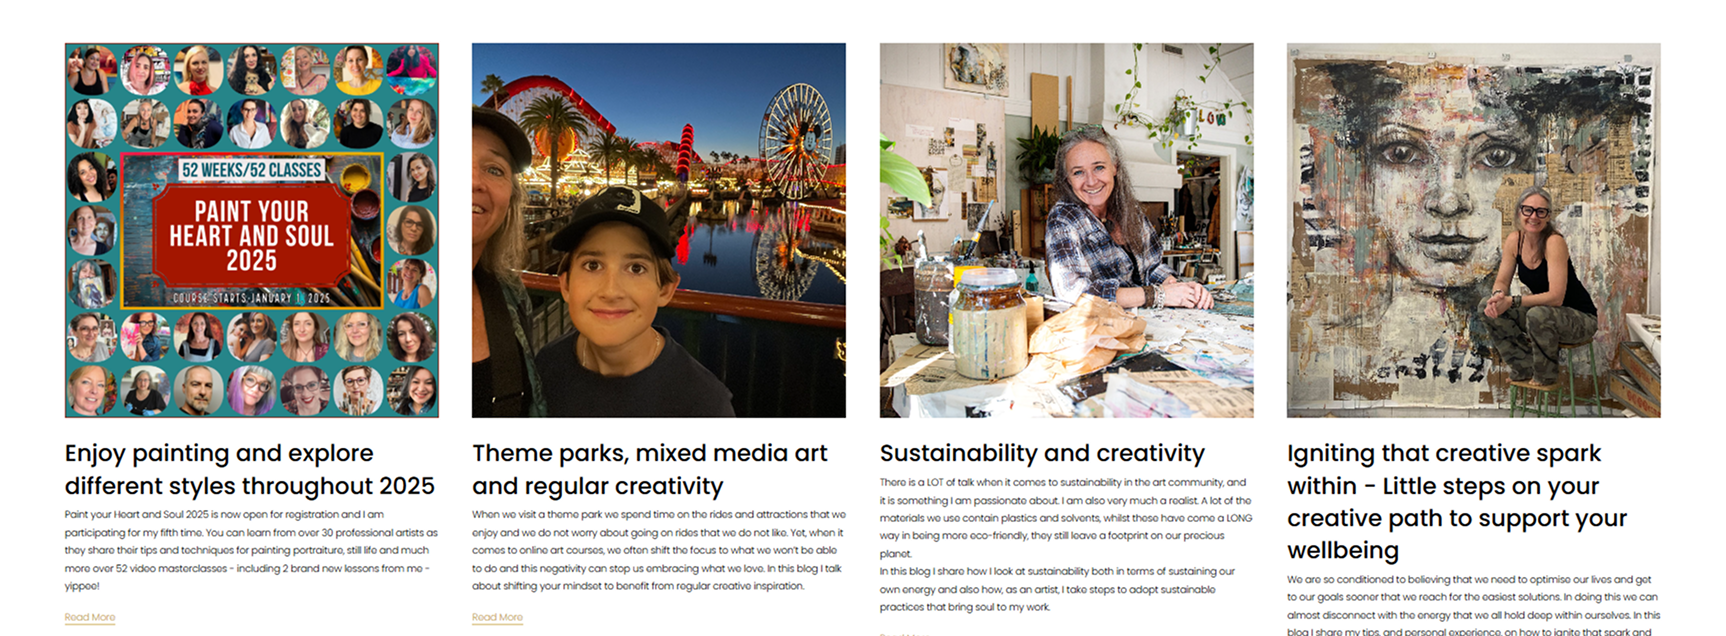 52 WEEKS/52 CLASSES
PAINT YOUR
HEART AND SOUL
2025
COURSE STARTS JANUARY 1, 2025
Enjoy painting and explore
different styles throughout 2025
Paint your Heart and Soul 2025 is now open for registration and I am
participating for my fifth time. You can learn from over 30 professional artists as
they share their tips and techniques for painting portraiture, still life and much
more over 52 video masterclasses - including 2 brand new lessons from me -
yippee!
Read More
Theme parks, mixed media art
and regular creativity
When we visit a theme park we spend time on the rides and attractions that we
enjoy and we do not worry about going on rides that we do not like. Yet, when it
comes to online art courses, we often shift the focus to what we won't be able
to do and this negativity can stop us embracing what we love. In this blog I talk
about shifting your mindset to benefit from regular creative inspiration.
Read More
Sustainability and creativity
There is a LOT of talk when it comes to sustainability in the art community, and
it is something I am passionate about. I am also very much a realist. A lot of the
materials we use contain plastics and solvents, whilst these have come a LONG
way in being more eco-friendly, they still leave a footprint on our precious
planet.
In this blog I share how I look at sustainability both in terms of sustaining our
own energy and also how, as an artist, I take steps to adopt sustainable
practices that bring soul to my work.
Igniting that creative spark
within - Little steps on your
creative path to support your
wellbeing
We are so conditioned to believing that we need to optimise our lives and get
to our goals sooner that we reach for the easiest solutions. In doing this we can
almost disconnect with the energy that we all hold deep within ourselves. In this
blog I share my tips, and personal experience, on how to ignite that spark and